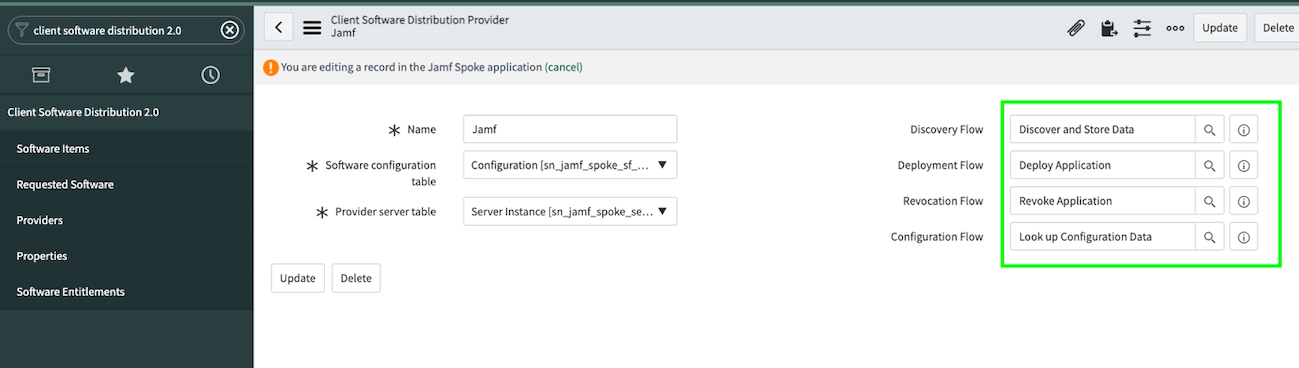 client software distribution 2.0
Client Software Distribution Provider
Jamf
Update
Delete
You are editing a record in the Jamf Spoke application (cancel)
Client Software Distribution 2.0
Software Items
Requested Software
Providers
Properties
Software Entitlements
Name
Jamf
Software configuration
table
Configuration [sn_jamf_spoke_sf_...
Provider server table
Server Instance [sn_jamf_spoke_se...
Discovery Flow
Discover and Store Data
Deployment Flow
Deploy Application
Revocation Flow
Revoke Application
Configuration Flow
Look up Configuration Data
Update
Delete